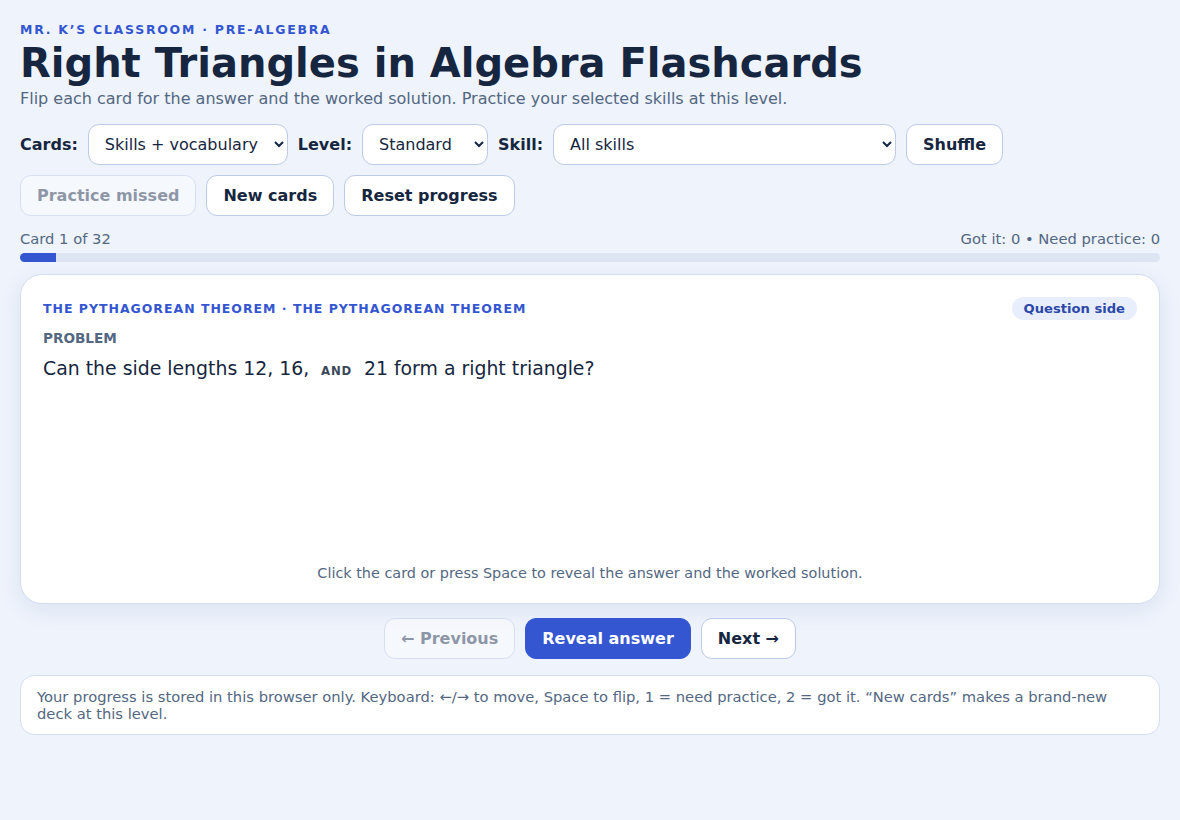 MR. K’S CLASSROOM · PRE-ALGEBRA
Right Triangles in Algebra Flashcards
Flip each card for the answer and the worked solution. Practice your selected skills at this level.
Cards: Skills + vocabulary Level: Standard Skill: All skills Shuffle
Practice missed New cards Reset progress
Card 1 of 32 Got it: 0 • Need practice: 0
THE PYTHAGOREAN THEOREM · THE PYTHAGOREAN THEOREM Question side
PROBLEM
Can the side lengths 12, 16, AND 21 form a right triangle?
Click the card or press Space to reveal the answer and the worked solution.
← Previous Reveal answer Next →
Your progress is stored in this browser only. Keyboard: ←/→ to move, Space to flip, 1 = need practice, 2 = got it. “New cards” makes a brand-new
deck at this level.